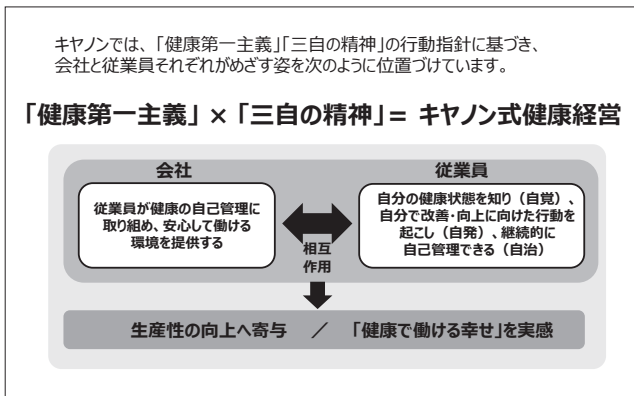 キヤノンでは、「健康第一主義」「三自の精神」の行動指針に基づき、
会社と従業員それぞれがめざす姿を次のように位置づけています。
「健康第一主義」×「三自の精神」= キヤノン式健康経営
会社
従業員が健康の自己管理に
取り組め、安心して働ける
環境を提供する
相互
作用
従業員
自分の健康状態を知り（自覚）、
自分で改善・向上に向けた行動を
起こし（自発）、継続的に
自己管理できる（自治）
生産性の向上へ寄与 ／ 「健康で働ける幸せ」を実感